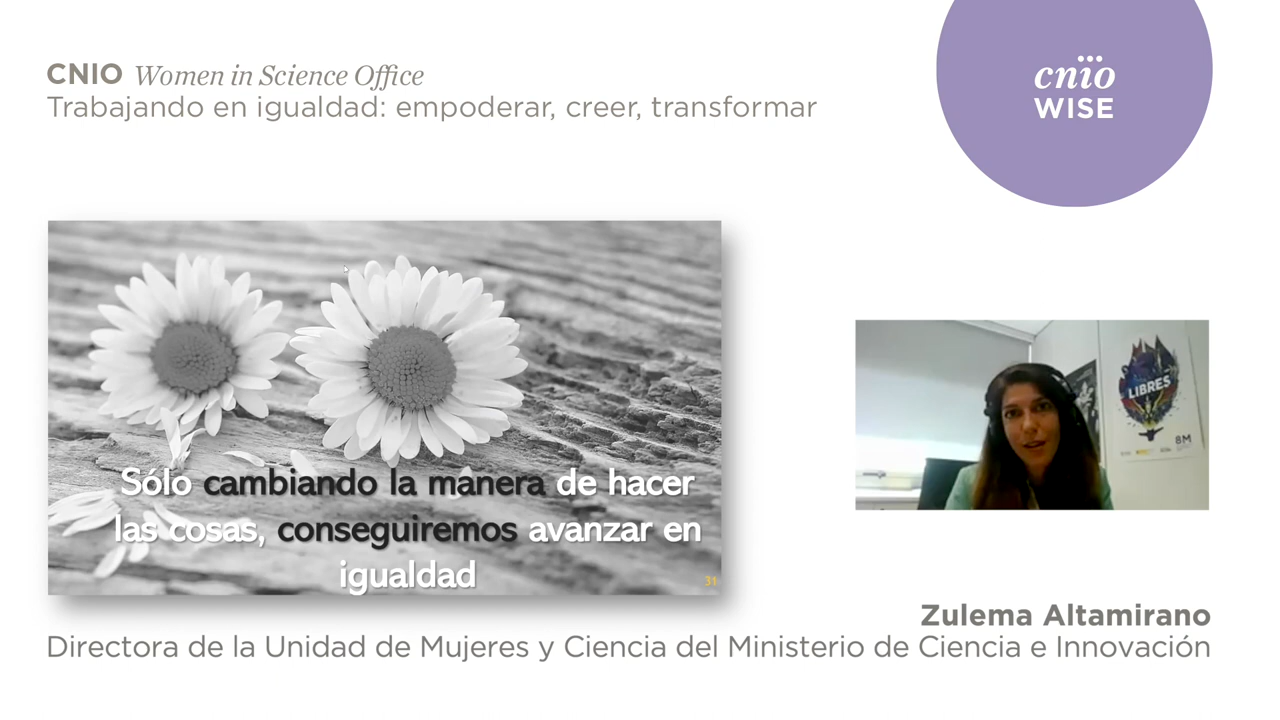 CNIO Women in Science Office
Trabajando en igualdad: empoderar, creer, transformar
cnio
WISE
Sólo cambiando la manera de hacer
las cosas, conseguiremos avanzar en
igualdad
31
LIBRES
8M
Zulema Altamirano
Directora de la Unidad de Mujeres y Ciencia del Ministerio de Ciencia e Innovación